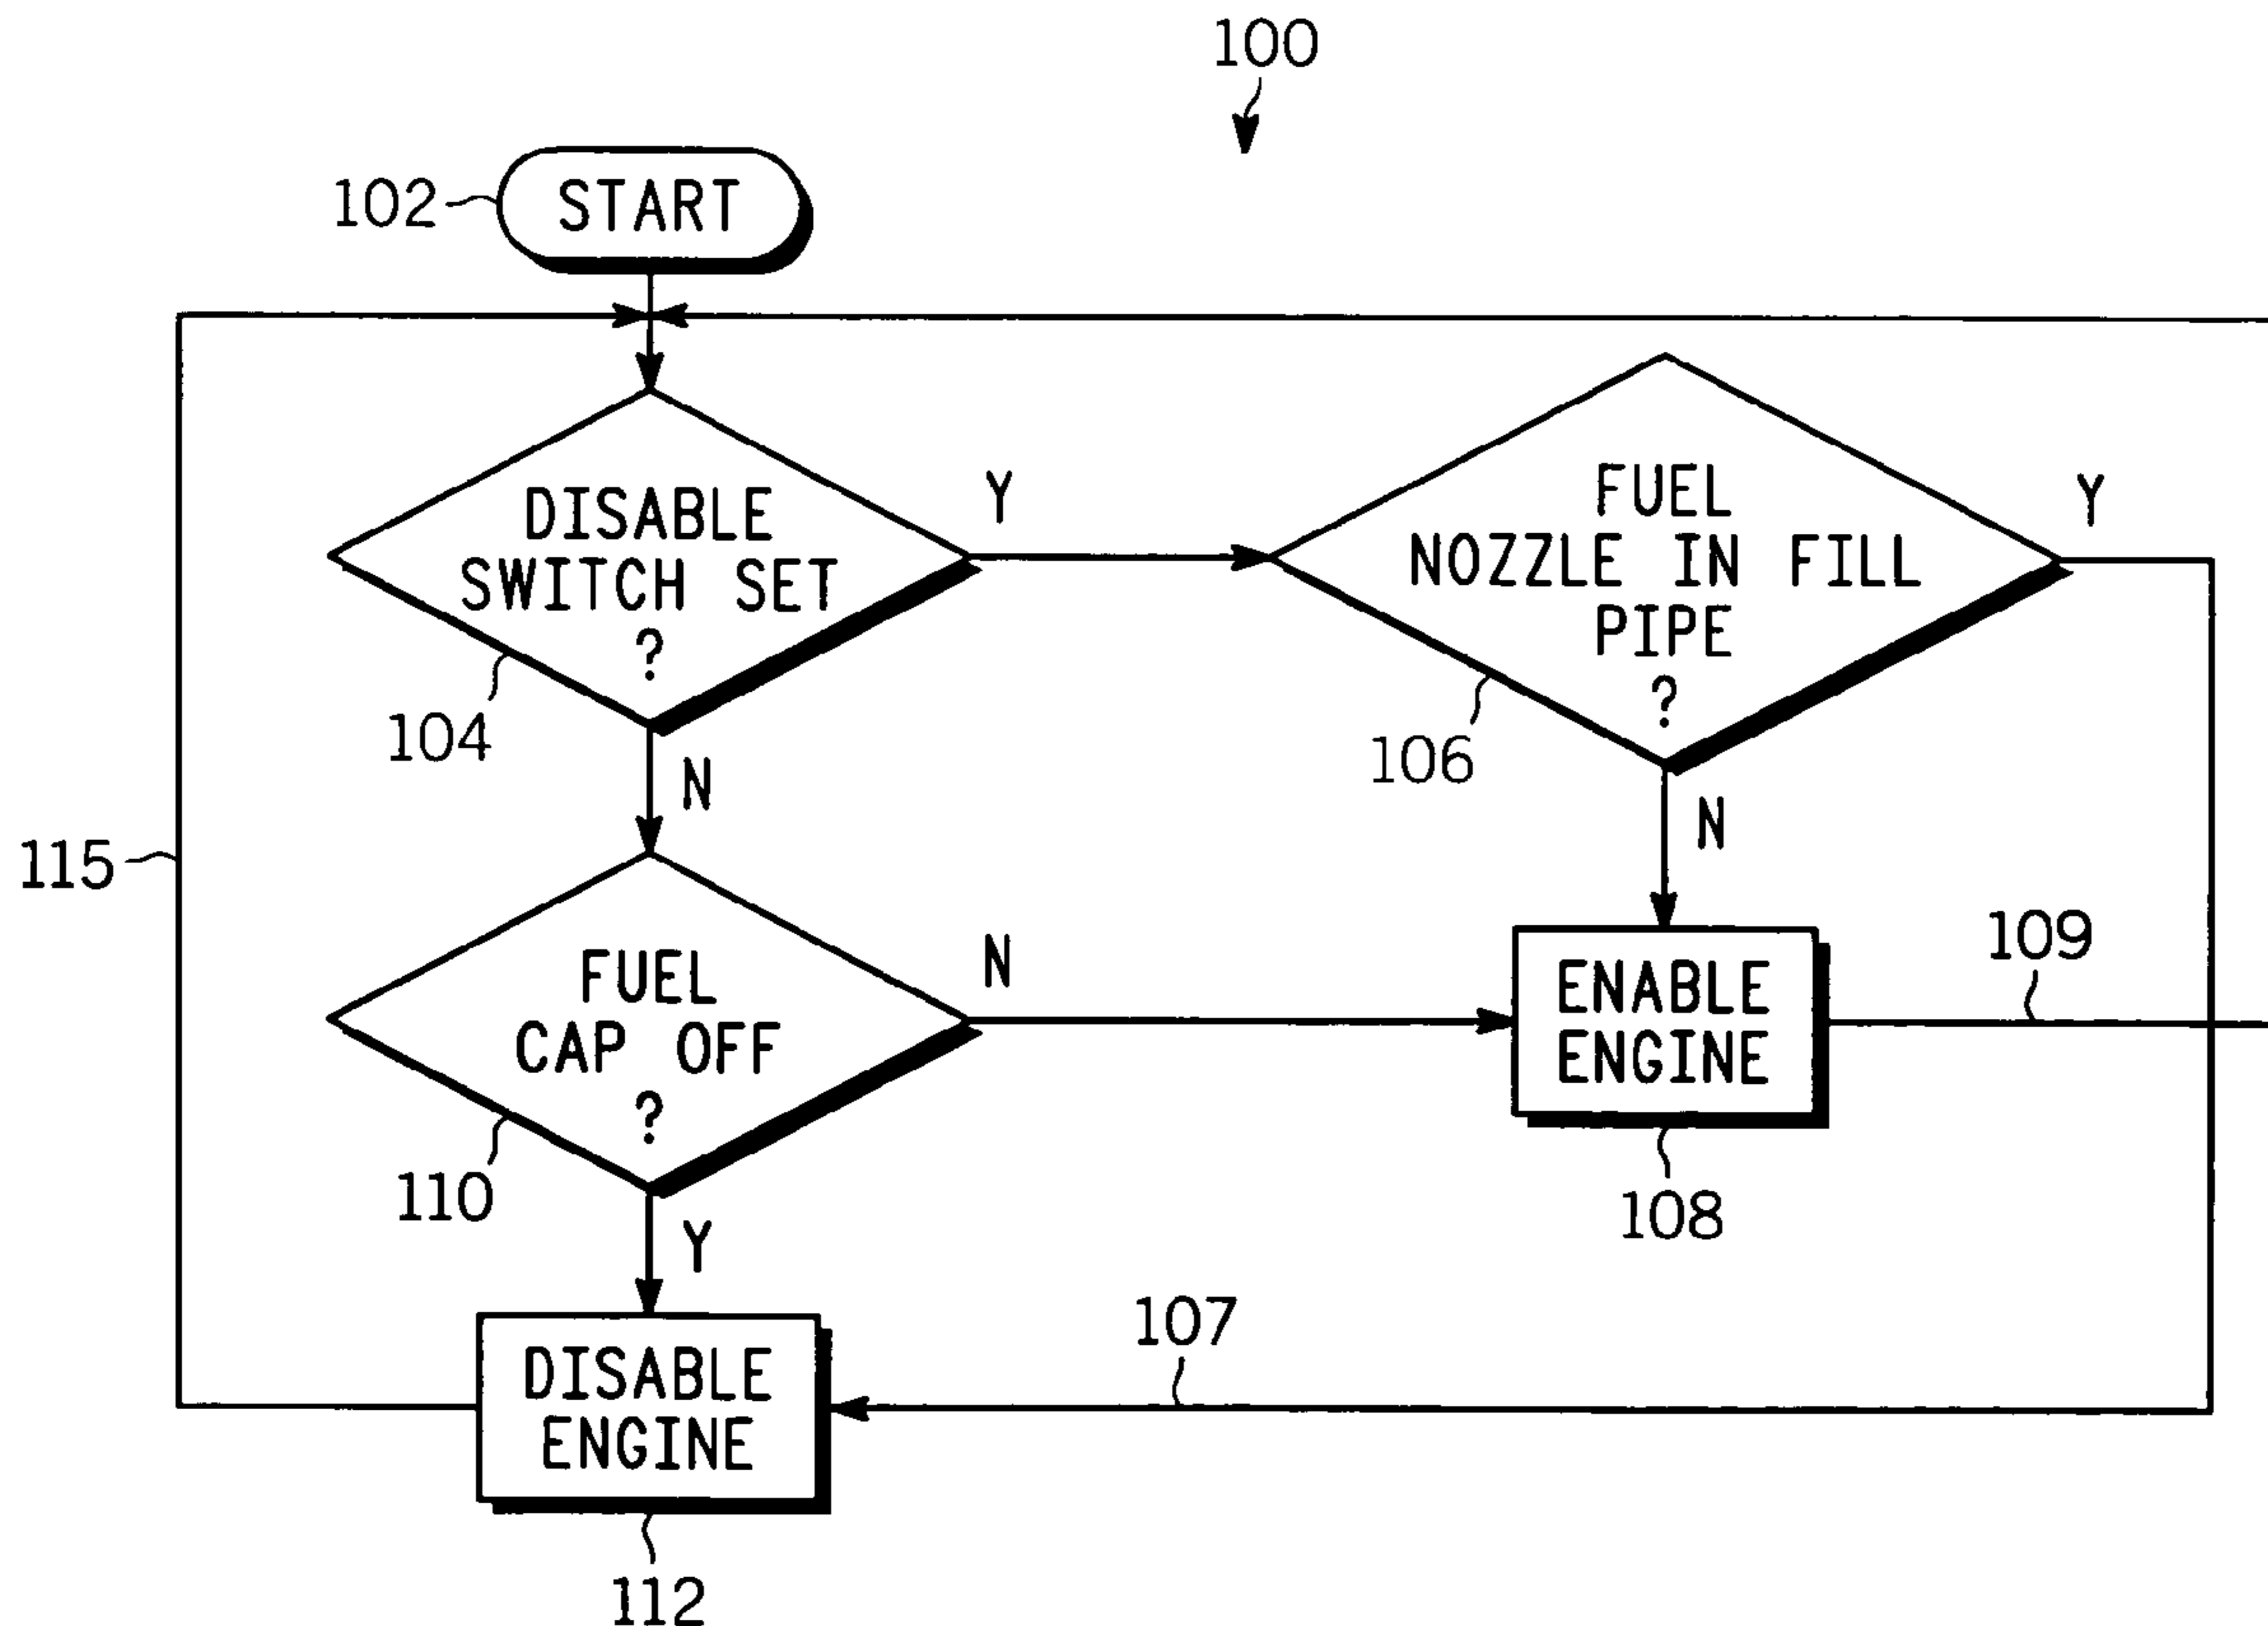 100
102
START
DISABLE
SWITCH SET
?
Y
104
N
FUEL
NOZZLE IN FILL
PIPE
?
Y
106
N
115
FUEL
CAP OFF
?
N
110
Y
ENABLE
ENGINE
109
108
107
DISABLE
ENGINE
112